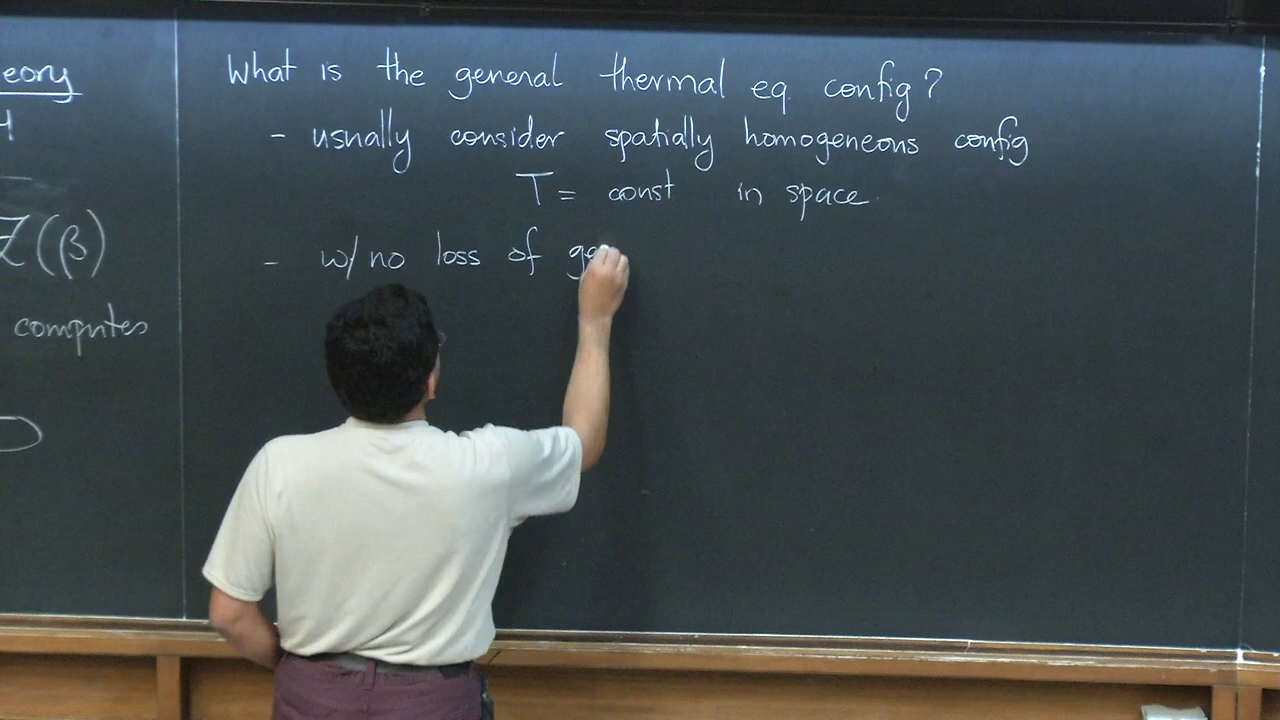 eory
H
Z(β)
computes
What is the general thermal eq. config?
- usually consider spatially homogeneous config
T = const in space.
- w/ no loss of ge